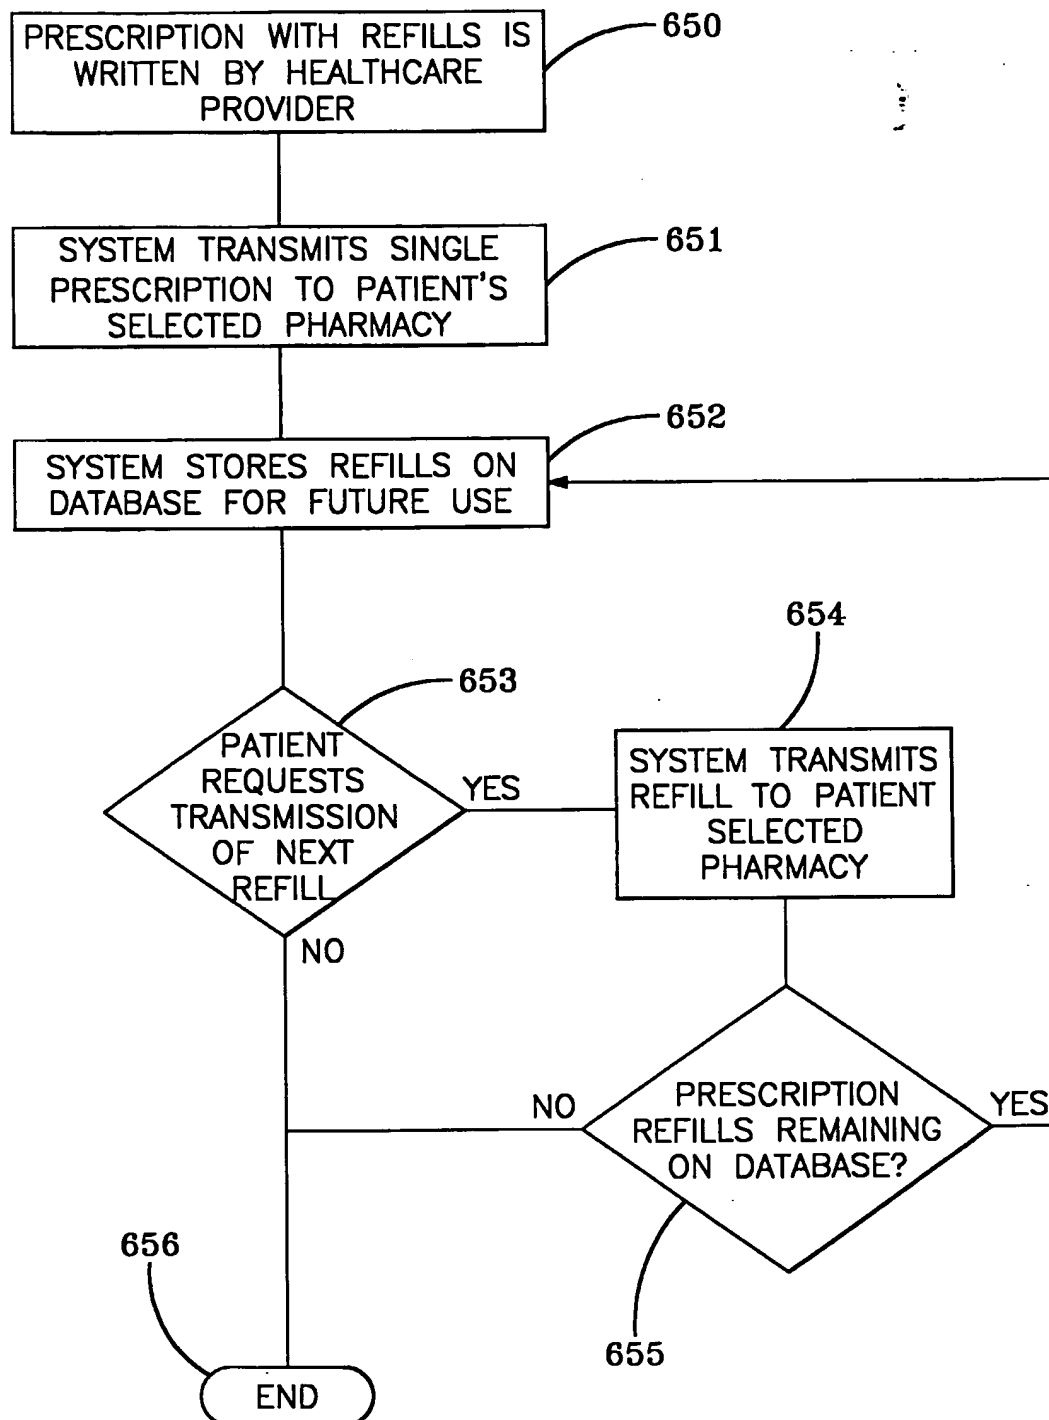 PRESCRIPTION WITH REFILLS IS
WRITTEN BY HEALTHCARE
PROVIDER
650
SYSTEM TRANSMITS SINGLE
PRESCRIPTION TO PATIENT'S
SELECTED PHARMACY
651
SYSTEM STORES REFILLS ON
DATABASE FOR FUTURE USE
652
PATIENT
REQUESTS
TRANSMISSION
OF NEXT
REFILL
653
YES
NO
654
SYSTEM TRANSMITS
REFILL TO PATIENT
SELECTED
PHARMACY
PRESCRIPTION
REFILLS REMAINING
ON DATABASE?
NO
YES
655
656
END